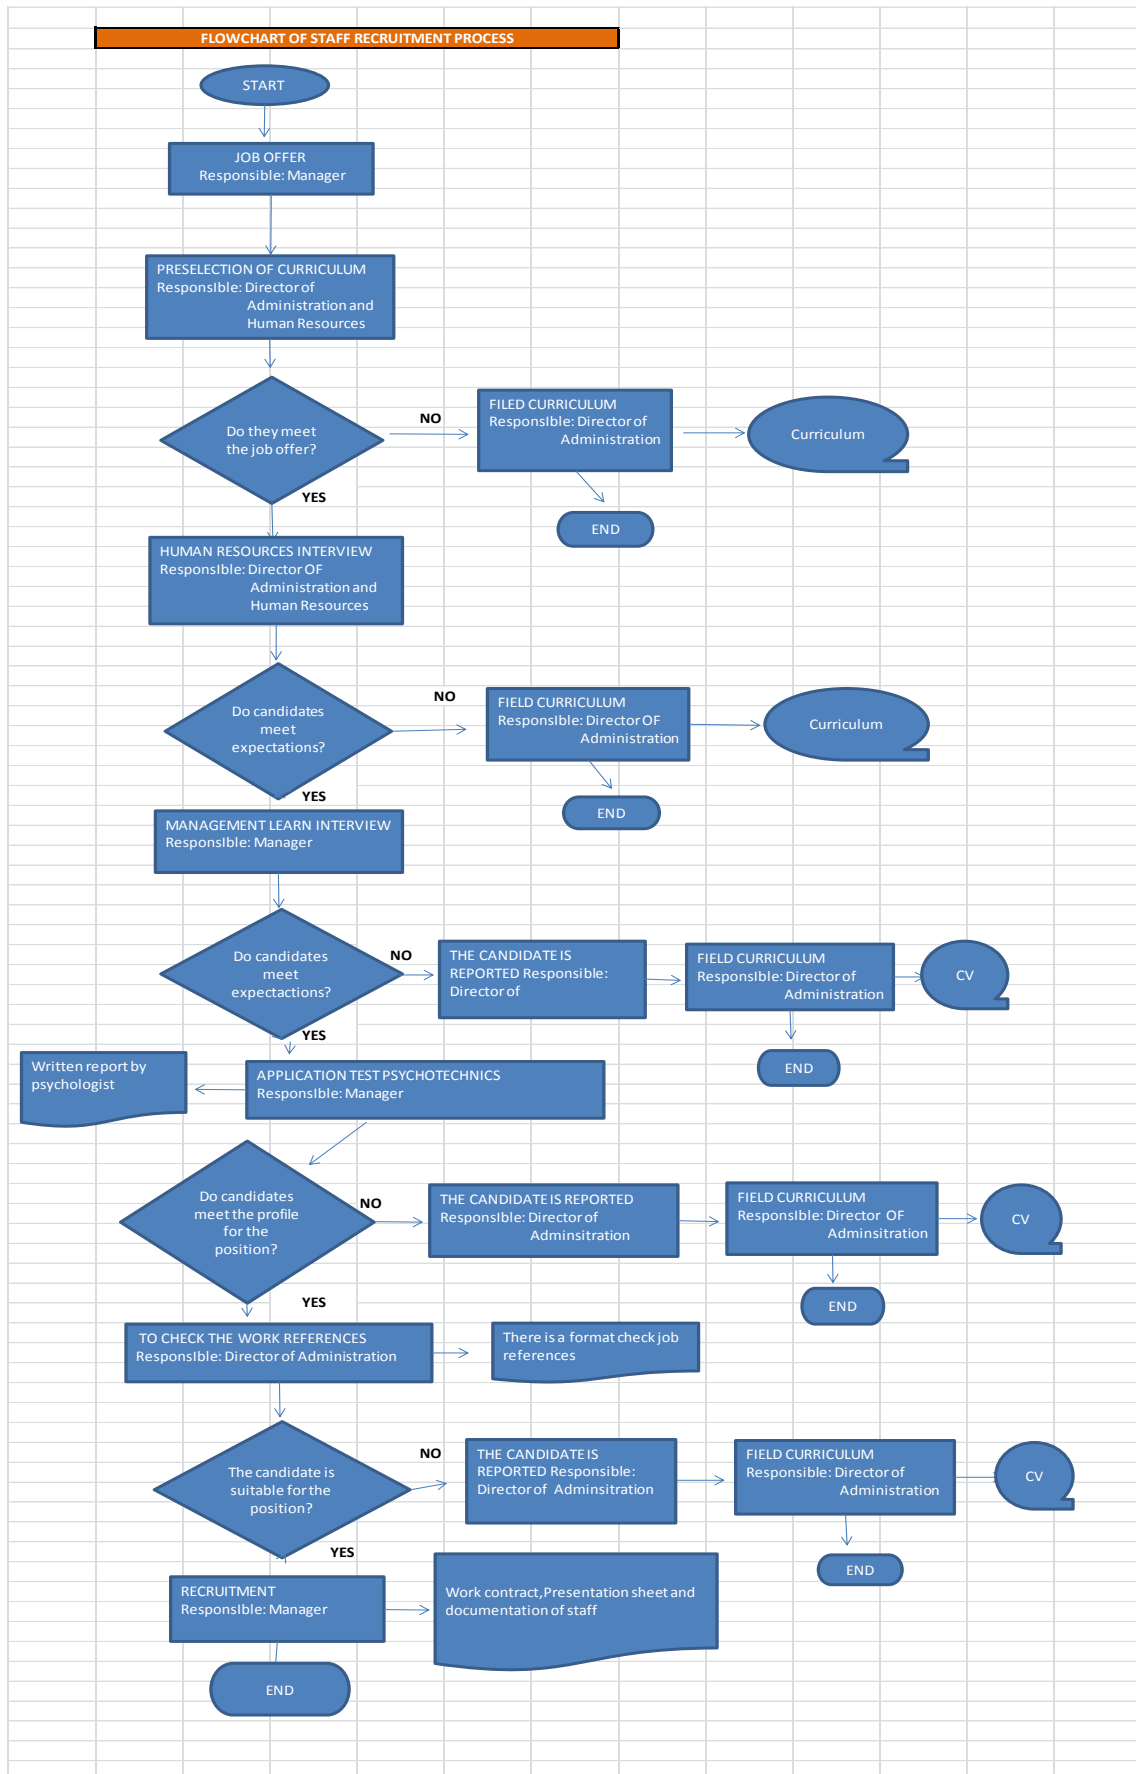 FLOWCHART OF STAFF RECRUITMENT PROCESS
START
JOB OFFER
Responsible: Manager
PRESELECTION OF CURRICULUM
ResponsIble: Director of
Administration and
Human Resources
Do they meet
the job offer?
NO
FILED CURRICULUM
ResponsIble: Director of
Administration
Curriculum
YES
END
HUMAN RESOURCES INTERVIEW
ResponsIble: Director OF
Administration and
Human Resources
Do candidates
meet
expectations?
NO
FIELD CURRICULUM
ResponsIble: Director OF
Administration
Curriculum
YES
END
MANAGEMENT LEARN INTERVIEW
ResponsIble: Manager
Do candidates
meet
expectactions?
NO
THE CANDIDATE IS
REPORTED Responsible:
Director of
FIELD CURRICULUM
ResponsIble: Director of
Administration
CV
YES
END
Written report by
psychologist
APPLICATION TEST PSYCHOTECHNICS
ResponsIble: Manager
Do candidates
meet the profile
for the
position?
NO
THE CANDIDATE IS REPORTED
ResponsIble: Director of
Adminsitration
FIELD CURRICULUM
ResponsIble: Director OF
Adminsitration
CV
YES
END
TO CHECK THE WORK REFERENCES
ResponsIble: Director of Administration
There is a format check job
references
The candidate is
suitable for the
position?
NO
THE CANDIDATE IS
REPORTED Responsible:
Director of Adminsitration
FIELD CURRICULUM
Responsible: Director of
Administration
CV
YES
END
RECRUITMENT
ResponsIble: Manager
Work contract,Presentation sheet and
documentation of staff
END